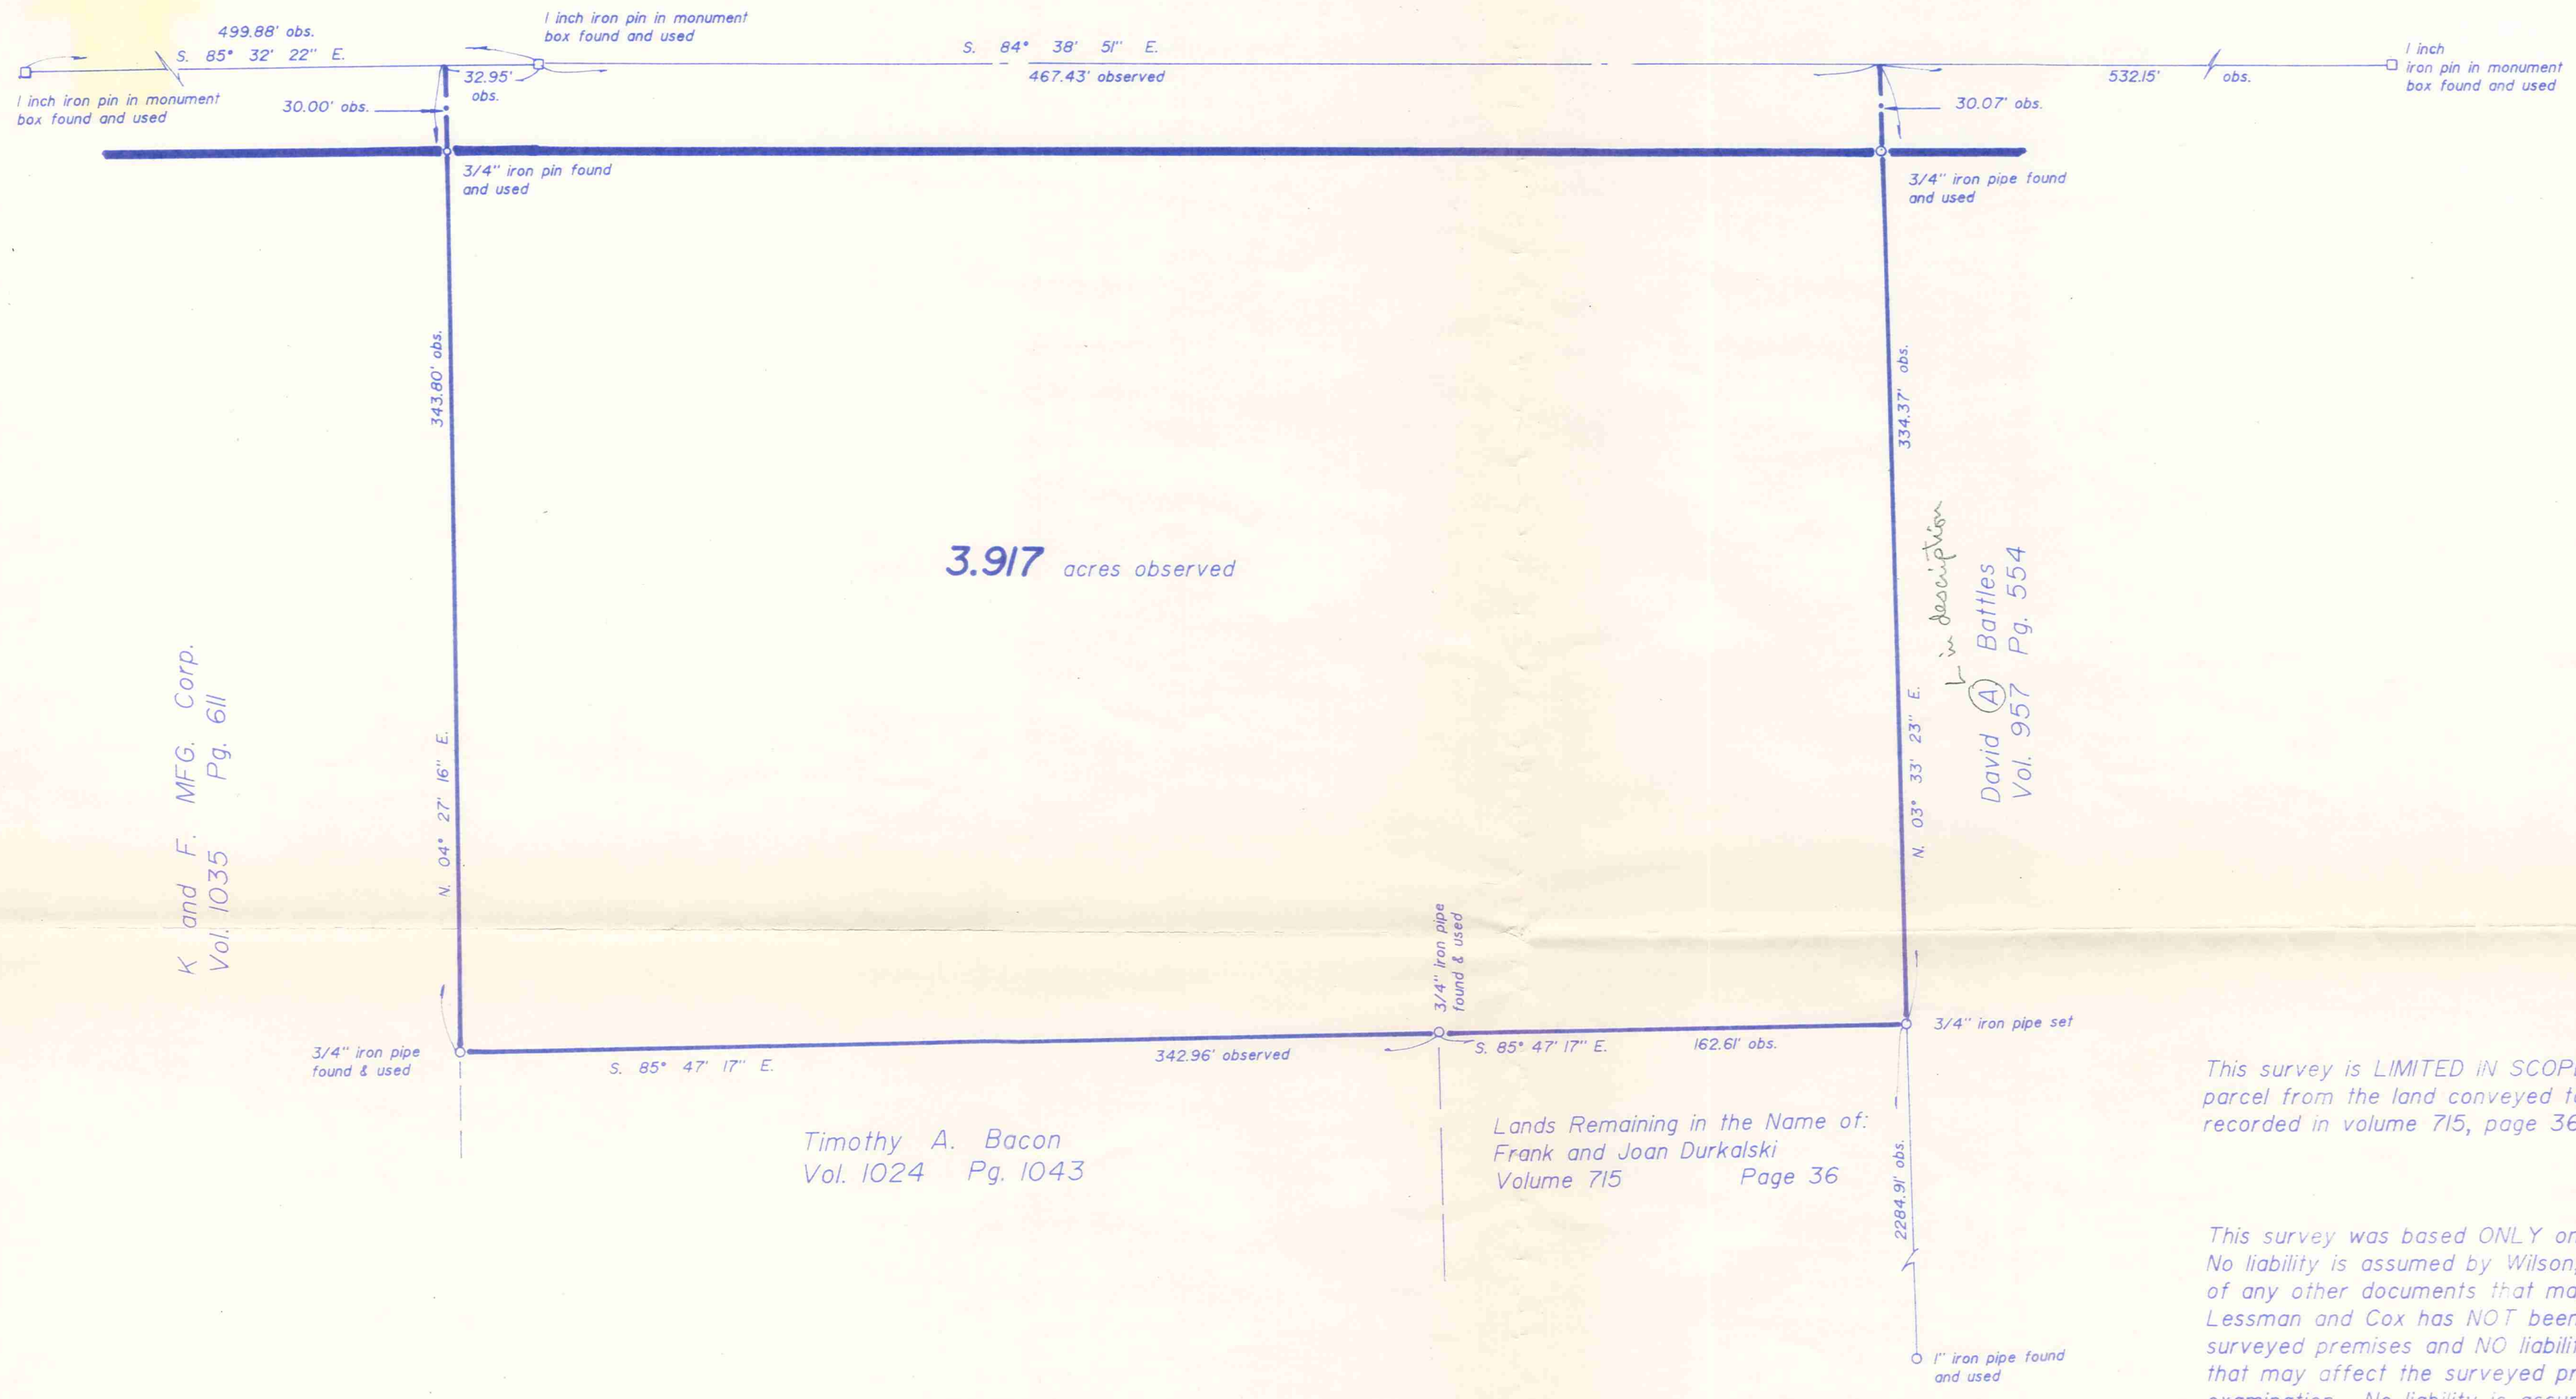 499.88' obs.
S. 85° 32' 22" E.
1 inch iron pin in monument
box found and used
S. 84° 38' 51" E.
467.43' observed
32.95'
obs.
532.15' obs.
1 inch
iron pin in monument
box found and used
1 inch iron pin in monument
box found and used
30.00' obs.
30.07' obs.
3/4" iron pin found
and used
3/4" iron pipe found
and used
343.80' obs.
N. 04° 27' 16" E.
334.37' obs.
N. 03° 33' 23" E.
3.917 acres observed
in description
David A Battles
Vol. 957 Pg. 554
K and F. MFG. Corp.
Vol. 1035 Pg. 611
3/4" iron pipe
found & used
3/4" iron pipe
found & used
S. 85° 47' 17" E.
342.96' observed
S. 85° 47' 17" E.
162.61' obs.
3/4" iron pipe set
Timothy A. Bacon
Vol. 1024 Pg. 1043
Lands Remaining in the Name of:
Frank and Joan Durkalski
Volume 715 Page 36
2284.91' obs.
1" iron pipe found
and used
This survey is LIMITED IN SCOP
parcel from the land conveyed
recorded in volume 715, page 36
This survey was based ONLY
No liability is assumed by Wilson,
of any other documents that
Lessman and Cox has NOT been
surveyed premises and NO
that may affect the surveyed